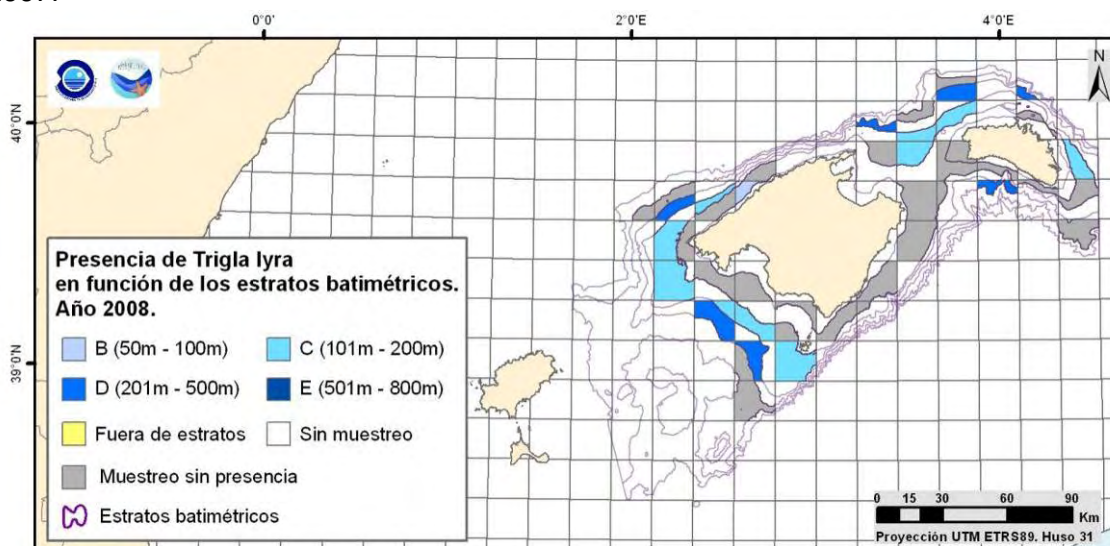 0°0'
2°0'E
4°0'E
N
40°0'N
39°0'N
Presencia de Trigla lyra
en función de los estratos batimétricos.
Año 2008.
B (50m - 100m)
C (101m - 200m)
D (201m - 500m)
E (501m - 800m)
Fuera de estratos
Sin muestreo
Muestreo sin presencia
Estratos batimétricos
0 15 30 60 90
Km
Proyección UTM ETRS89. Huso 31